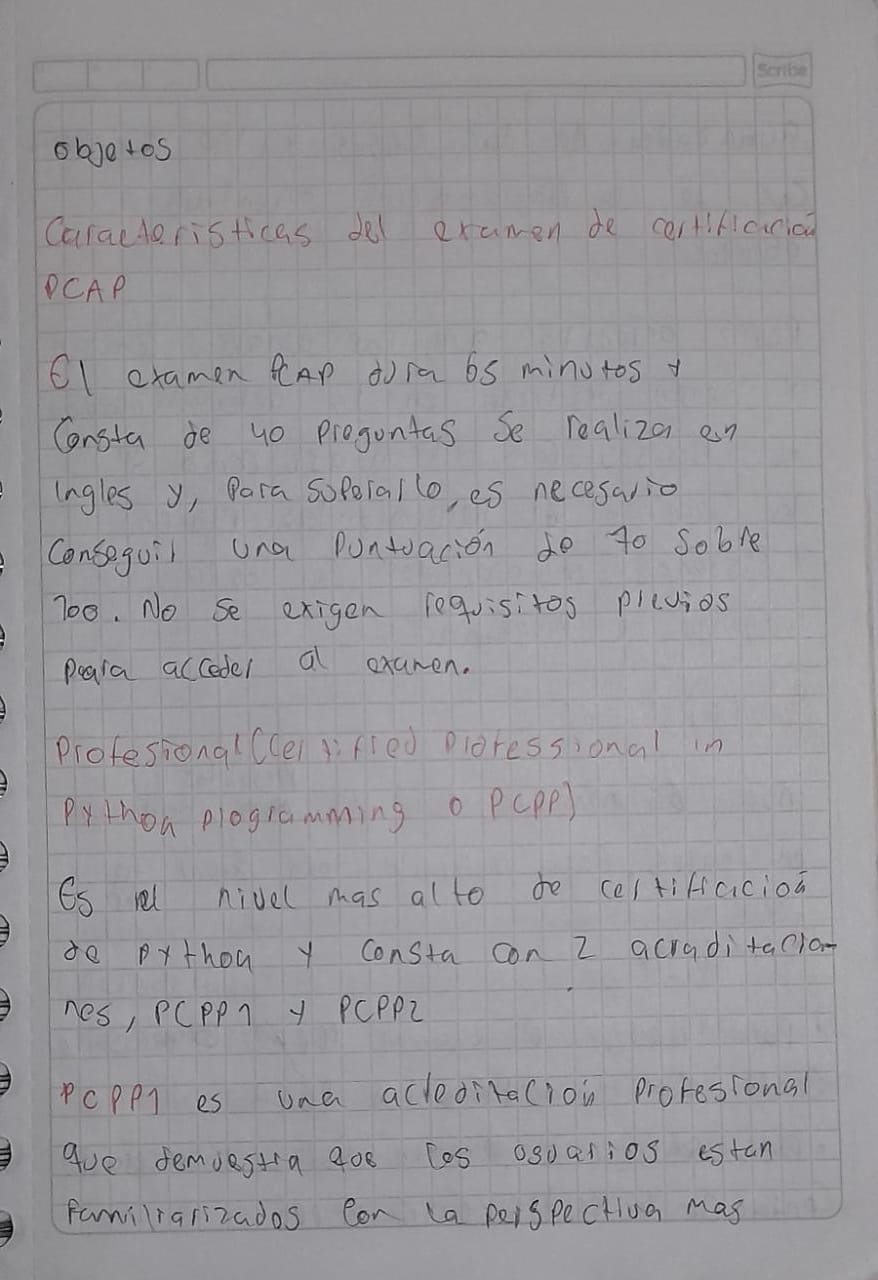 Scribe
objetos
Caracteristicas del examen de certificación
PCAP
El examen PCAP dura 65 minutos y
Consta de 40 preguntas Se realiza en
Ingles y, Para Superarlo, es necesario
Conseguir una Puntuación de 70 Sobre
100. No Se exigen requisitos previos
para acceder al examen.
Profesional (Certified Professional in
Python programming o PCPP)
Es el nivel mas alto de certificación
de python y Consta con 2 acraditacio-
nes, PCPP1 y PCPP2
PCPP1 es una acreditación Profesional
que demuestra que los usuarios estan
familiarizados Con la perspectiva mas